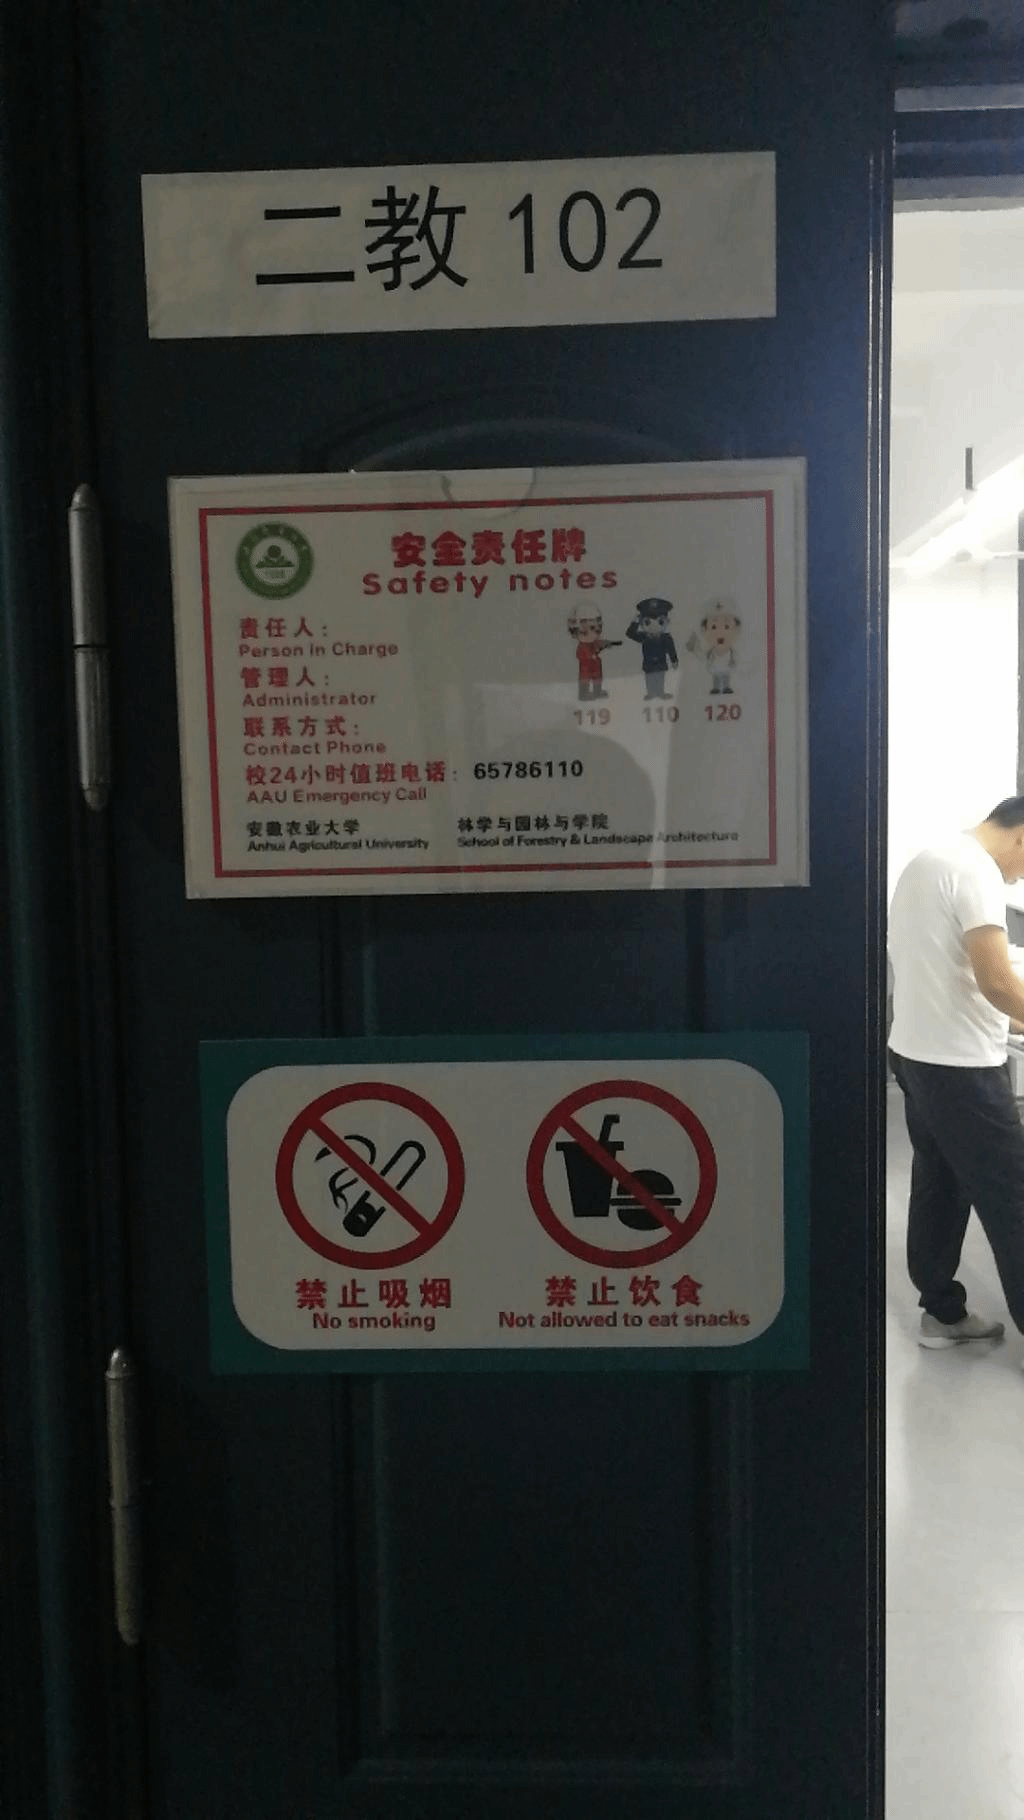 二教 102
安全责任牌
Safety notes
责任人：
Person in Charge
管理人：
Administrator
联系方式：
Contact Phone
119 110 120
校24小时值班电话：65786110
AAU Emergency Call
安徽农业大学 林学与园林与学院
Anhui Agricultural University School of Forestry & Landscape Architecture
禁止吸烟 禁止饮食
No smoking Not allowed to eat snacks